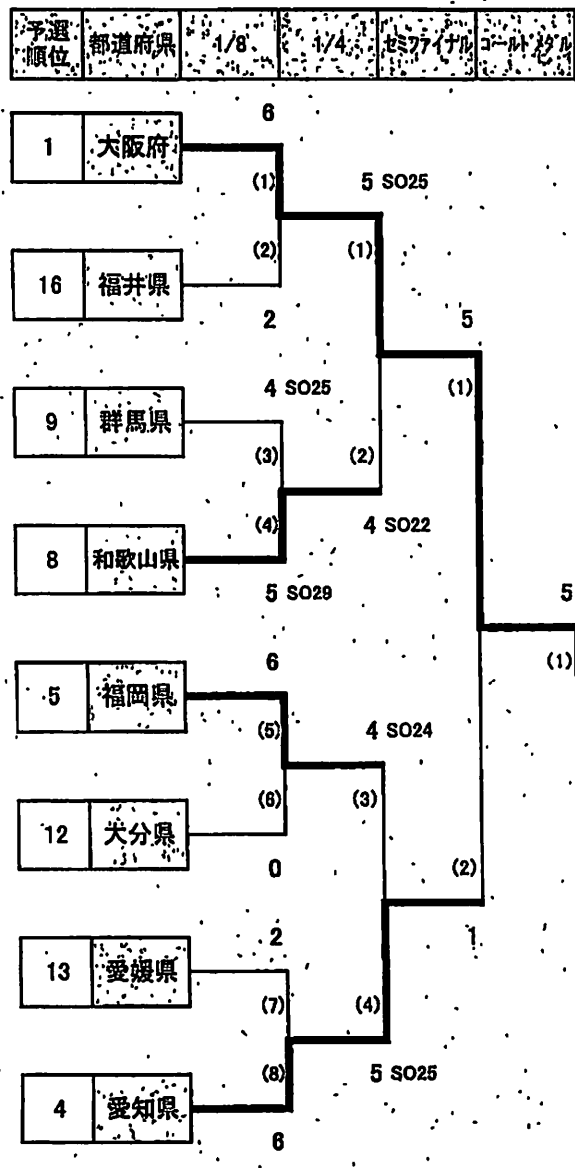 予選順位 都道府県 1/8 1/4 セミファイナル ゴールドメダル
6
1 大阪府
(1) 5 SO25
(2) (1)
16 福井県
2 5
4 SO25
(1)
9 群馬県
(3) (2)
(4) 4 SO22
8 和歌山県
5 SO29 5
6 (1)
5 福岡県
(5) 4 SO24
(6) (3)
12 大分県
0 (2)
2 1
13 愛媛県
(7) (4)
(8) 5 SO25
4 愛知県
6